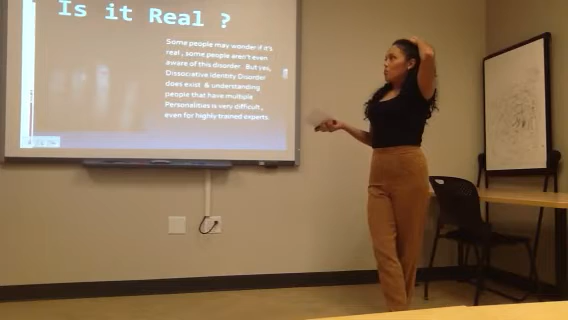 Is it Real ?
Some people may wonder if it's
real , some people aren't even
aware of this disorder . But yes,
Dissociative Identity Disorder
does exist & understanding
people that have multiple
Personalities is very difficult ,
even for highly trained experts.